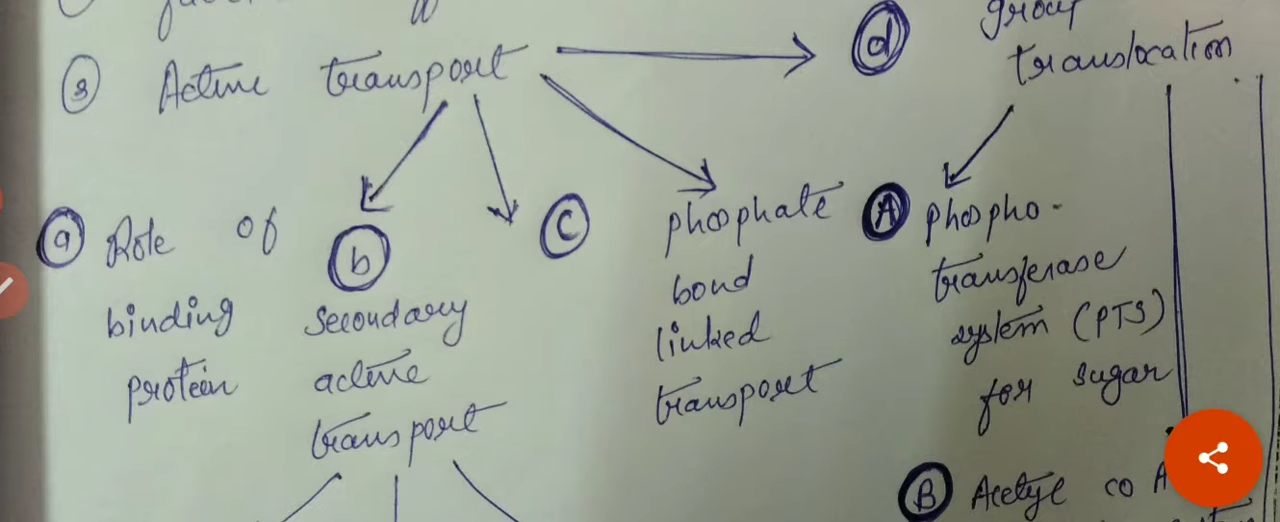 group
③ Active transport
ⓓ
translocation
ⓐ Role of
binding
protein
ⓑ
secondary
active
transport
ⓒ
phosphate
bond
linked
transport
Ⓐ phospho-
transferase
system (PTS)
for sugar
Ⓑ Acetyl co A